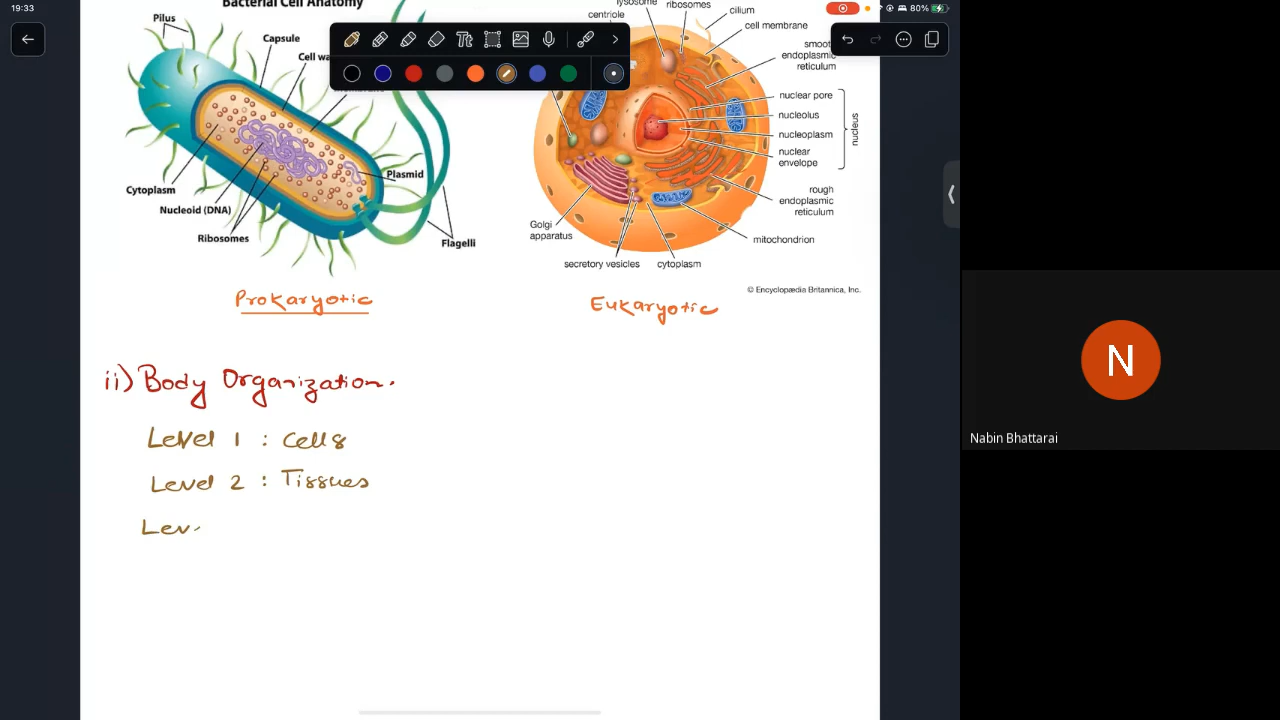 19:33
80%
Bacterial Cell Anatomy
Pilus
Capsule
Cell wa
Cytoplasm
Nucleoid (DNA)
Ribosomes
Plasmid
Flagelli
lysosome
ribosomes
centriole
cilium
cell membrane
smoot
endoplasmic
reticulum
nuclear pore
nucleolus
nucleoplasm
nuclear
envelope
nucleus
rough
endoplasmic
reticulum
mitochondrion
Golgi
apparatus
secretory vesicles
cytoplasm
© Encyclopædia Britannica, Inc.
Prokaryotic
Eukaryotic
ii) Body Organization.
Level 1 : Cells
Level 2 : Tissues
Lev
N
Nabin Bhattarai